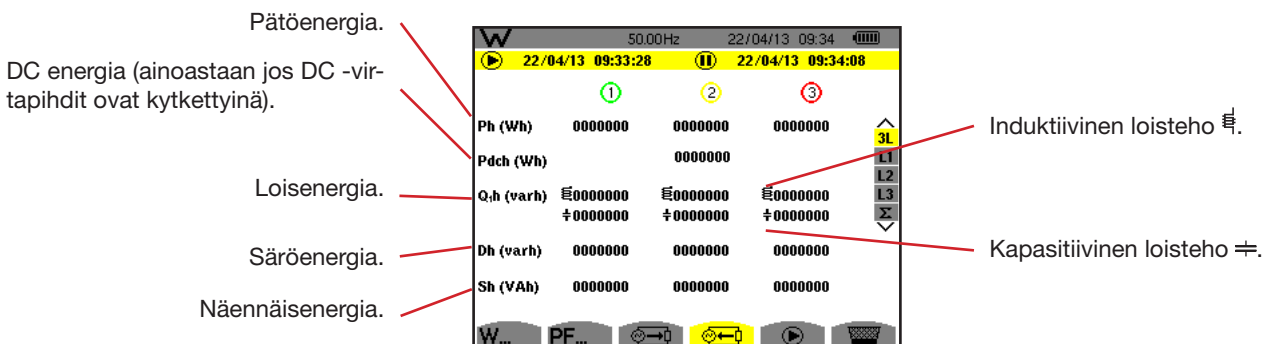 Pätöenergia.
DC energia (ainoastaan jos DC -vir-
tapihdit ovat kytkettyinä).
Loisenergia.
Säröenergia.
Näennäisenergia.
W 50.00Hz 22/04/13 09:34
22/04/13 09:33:28 22/04/13 09:34:08
1 2 3
Ph (Wh) 0000000 0000000 0000000
Pdch (Wh) 0000000
Q₁h (varh) 0000000 0000000 0000000
0000000 0000000 0000000
Dh (varh) 0000000 0000000 0000000
Sh (VAh) 0000000 0000000 0000000
3L
L1
L2
L3
Σ
W... PF...
Induktiivinen loisteho.
Kapasitiivinen loisteho.